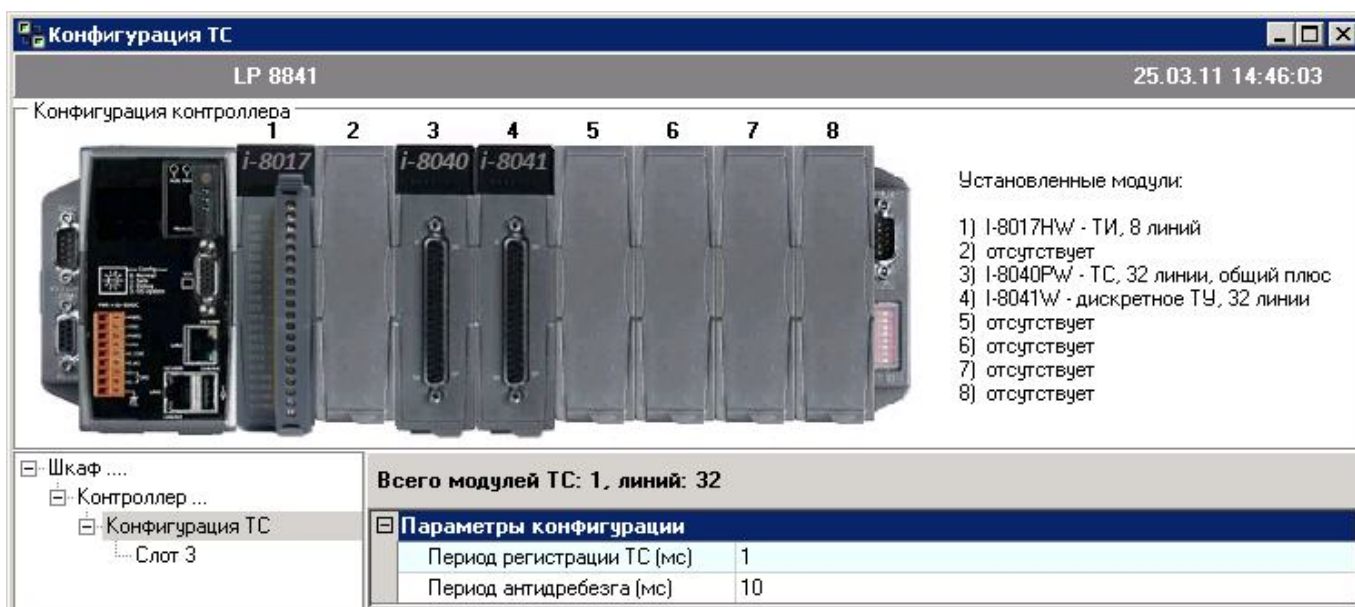 Конфигурация ТС
LP 8841 25.03.11 14:46:03
Конфигурация контроллера
1 2 3 4 5 6 7 8
i-8017 i-8040 i-8041
Установленные модули:
1) I-8017HW - ТИ, 8 линий
2) отсутствует
3) I-8040PW - ТС, 32 линии, общий плюс
4) I-8041W - дискретное ТУ, 32 линии
5) отсутствует
6) отсутствует
7) отсутствует
8) отсутствует
Шкаф ....
Контроллер ...
Конфигурация ТС
Слот 3
Всего модулей ТС: 1, линий: 32
Параметры конфигурации
Период регистрации ТС (мс) 1
Период антидребезга (мс) 10